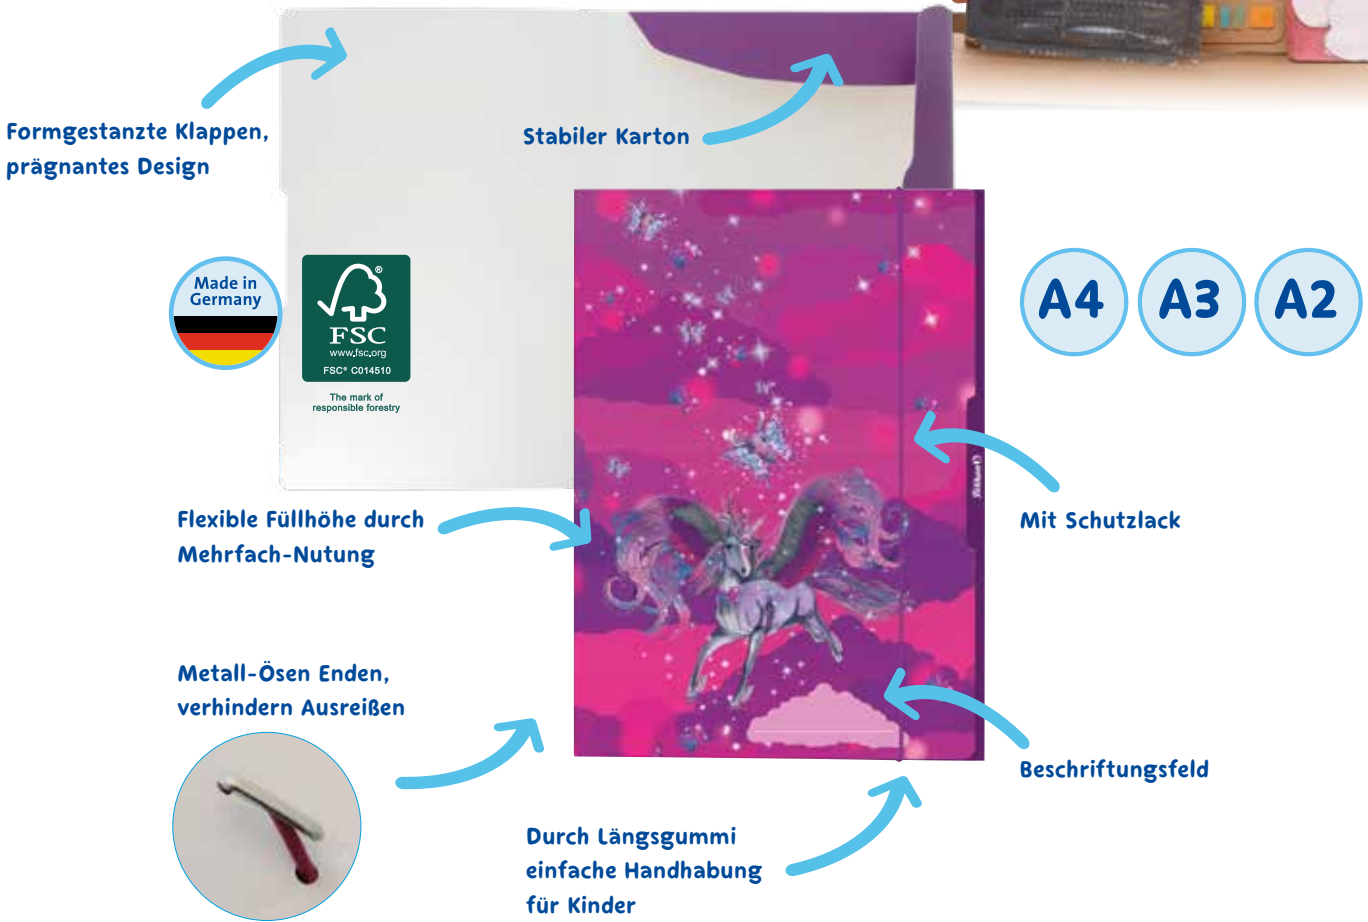 Formgestanzte Klappen,
prägnantes Design
Stabiler Karton
Made in
Germany
FSC
www.fsc.org
FSC® C014510
The mark of
responsible forestry
A4 A3 A2
Mit Schutzlack
Flexible Füllhöhe durch
Mehrfach-Nutung
Metall-Ösen Enden,
verhindern Ausreißen
Beschriftungsfeld
Durch Längsgummi
einfache Handhabung
für Kinder
Pelikan